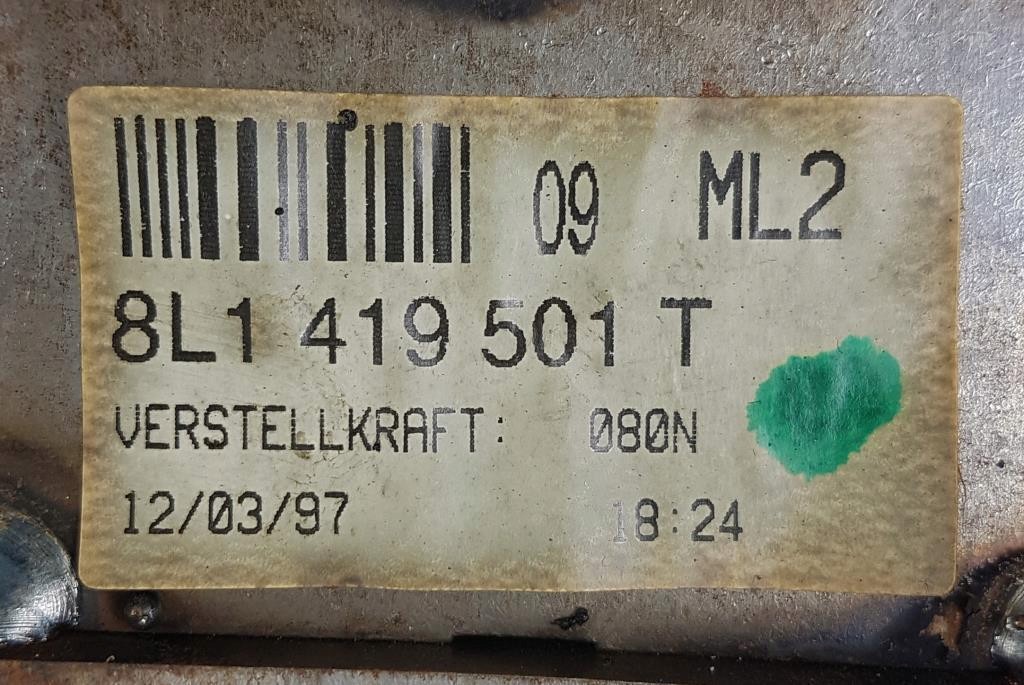 09 ML2
8L1 419 501 T
VERSTELLKRAFT: 080N
12/03/97 18:24